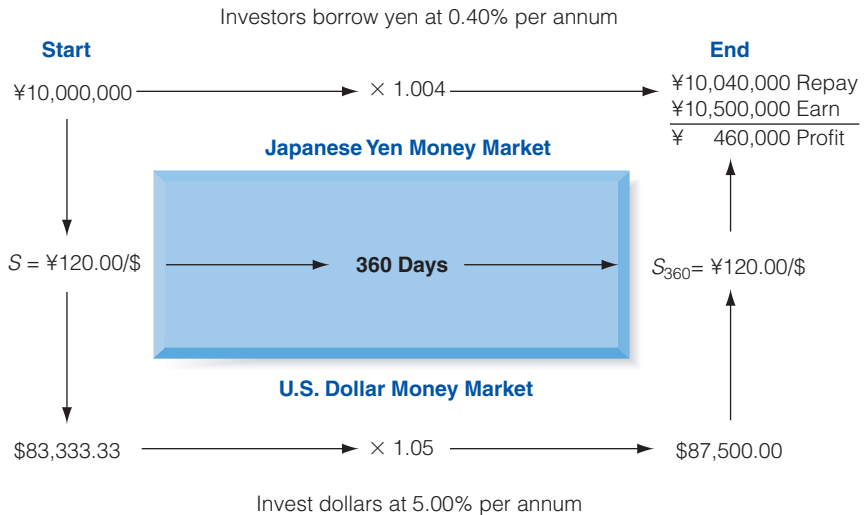 Investors borrow yen at 0.40% per annum
Start
End
¥10,000,000
× 1.004
¥10,040,000 Repay
¥10,500,000 Earn
¥ 460,000 Profit
Japanese Yen Money Market
S = ¥120.00/$
360 Days
S360= ¥120.00/$
U.S. Dollar Money Market
$83,333.33
× 1.05
$87,500.00
Invest dollars at 5.00% per annum